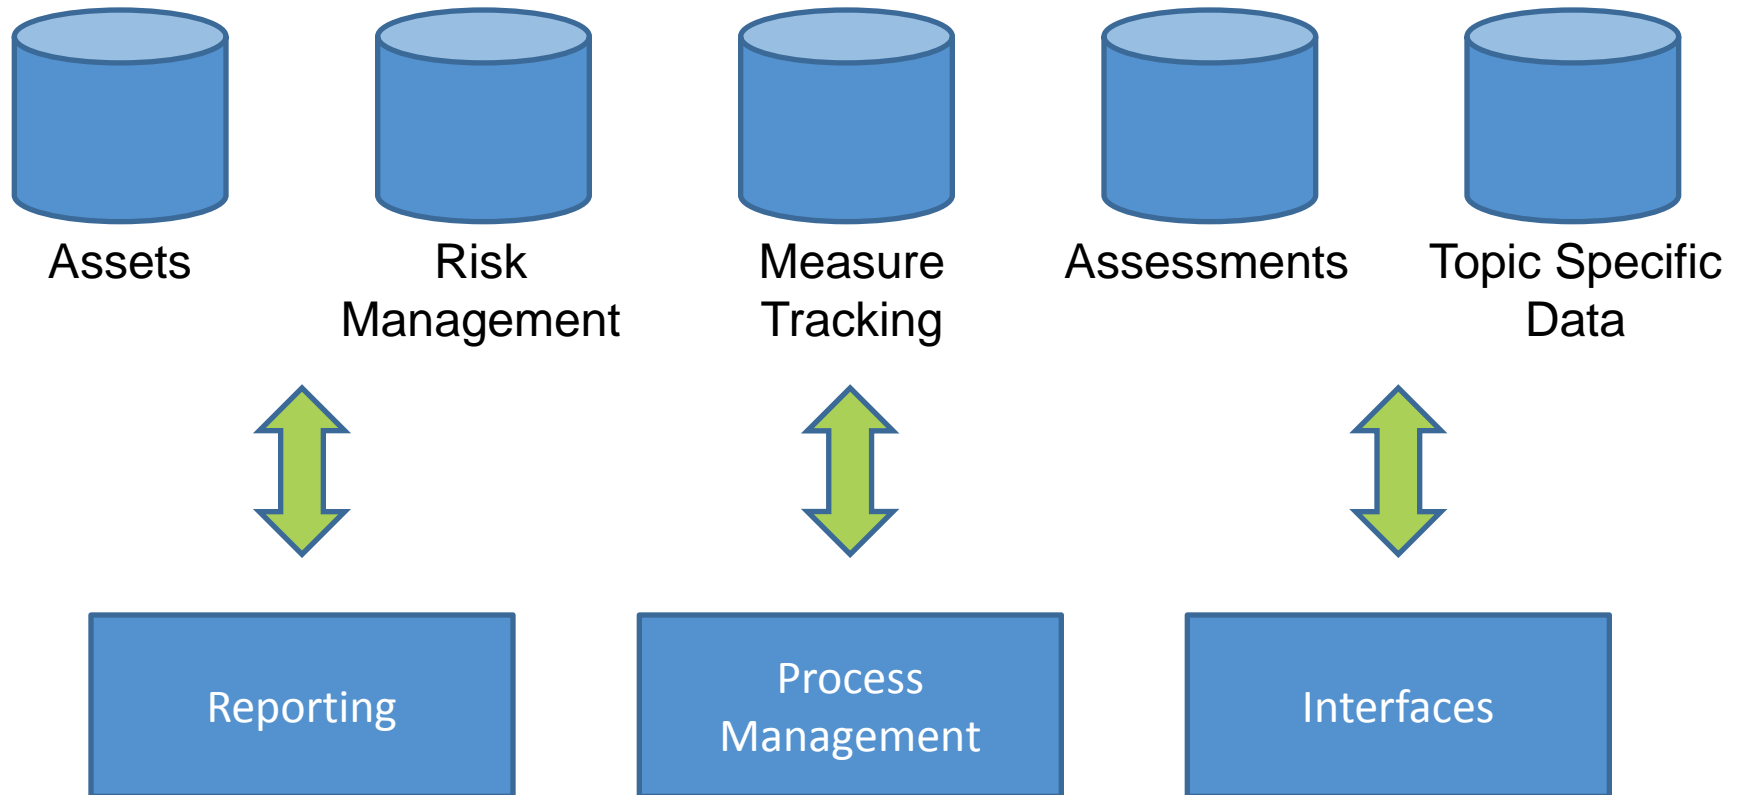 Assets
Risk
Management
Measure
Tracking
Assessments
Topic Specific
Data
Reporting
Process
Management
Interfaces